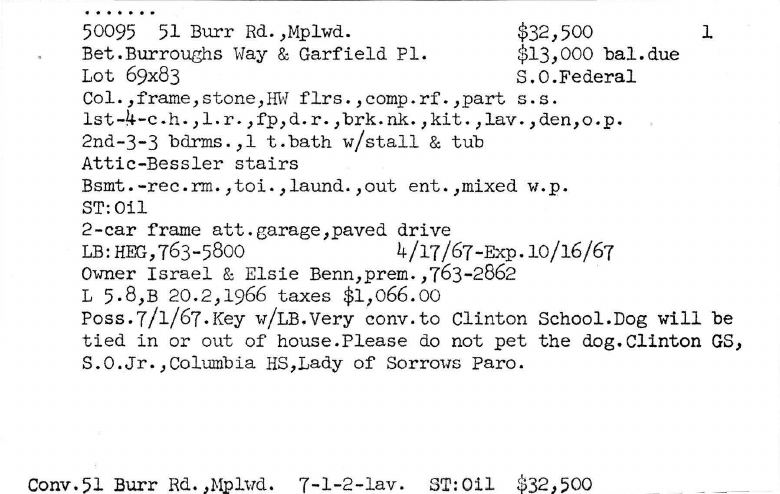 .......
50095 51 Burr Rd.,Mplwd. $32,500 1
Bet.Burroughs Way & Garfield Pl. $13,000 bal.due
Lot 69x83 S.O.Federal
Col.,frame,stone,HW flrs.,comp.rf.,part s.s.
1st-4-c.h.,l.r.,fp,d.r.,brk.nk.,kit.,lav.,den,o.p.
2nd-3-3 bdrms.,1 t.bath w/stall & tub
Attic-Bessler stairs
Bsmt.-rec.rm.,toi.,laund.,out ent.,mixed w.p.
ST:Oil
2-car frame att.garage,paved drive
LB:HEG,763-5800 4/17/67-Exp.10/16/67
Owner Israel & Elsie Benn,prem.,763-2862
L 5.8,B 20.2,1966 taxes $1,066.00
Poss.7/1/67.Key w/LB.Very conv.to Clinton School.Dog will be
tied in or out of house.Please do not pet the dog.Clinton GS,
S.O.Jr.,Columbia HS,Lady of Sorrows Paro.
Conv.51 Burr Rd.,Mplwd. 7-1-2-lav. ST:Oil $32,500